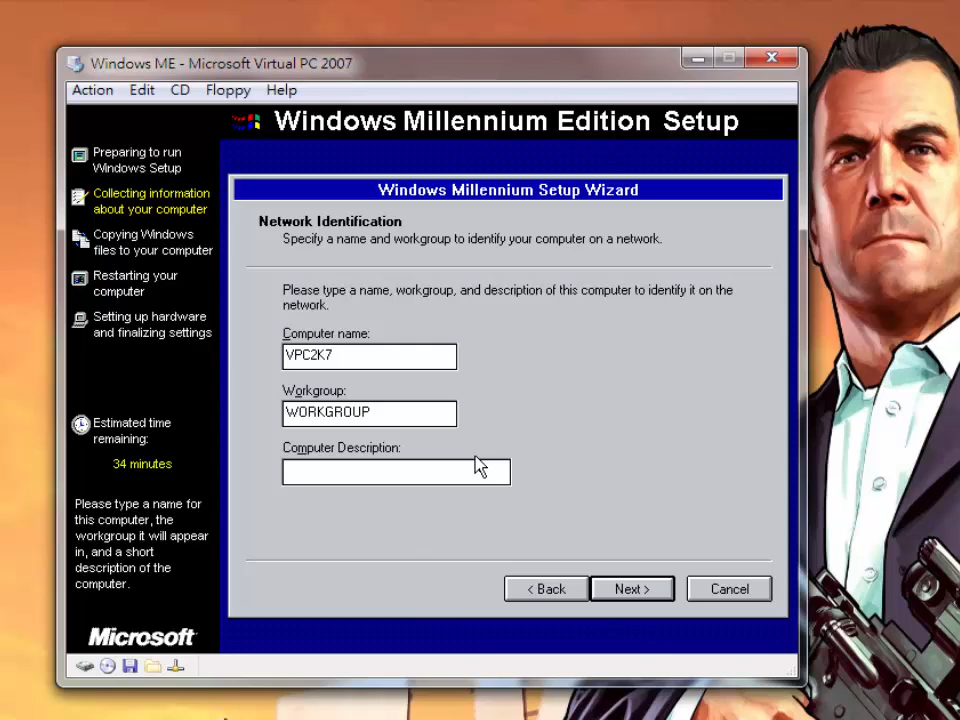 Windows ME - Microsoft Virtual PC 2007
Action Edit CD Floppy Help
Windows Millennium Edition Setup
Preparing to run
Windows Setup
Collecting information
about your computer
Copying Windows
files to your computer
Restarting your
computer
Setting up hardware
and finalizing settings
Estimated time
remaining:
34 minutes
Please type a name for
this computer, the
workgroup it will appear
in, and a short
description of the
computer.
Microsoft
Windows Millennium Setup Wizard
Network Identification
Specify a name and workgroup to identify your computer on a network.
Please type a name, workgroup, and description of this computer to identify it on the
network.
Computer name:
VPC2K7
Workgroup:
WORKGROUP
Computer Description:
< Back
Next >
Cancel